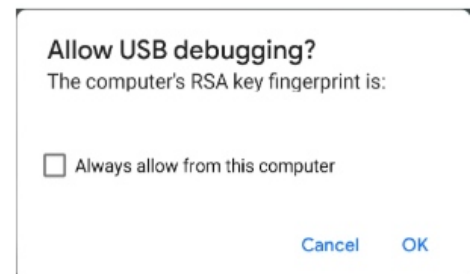 Allow USB debugging?
The computer's RSA key fingerprint is:
Always allow from this computer
Cancel OK